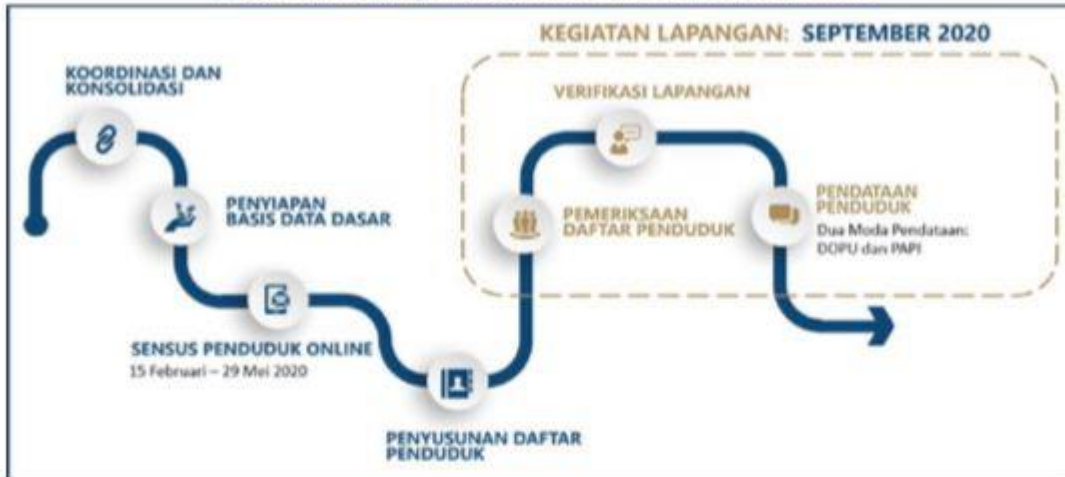 KEGIATAN LAPANGAN: SEPTEMBER 2020
KOORDINASI DAN
KONSOLIDASI
PENYIAPAN
BASIS DATA DASAR
SENSUS PENDUDUK ONLINE
15 Februari – 29 Mei 2020
PENYUSUNAN DAFTAR
PENDUDUK
PEMERIKSAAN
DAFTAR PENDUDUK
VERIFIKASI LAPANGAN
PENDATAAN
PENDUDUK
Dua Moda Pendataan:
DOPU dan PAPI